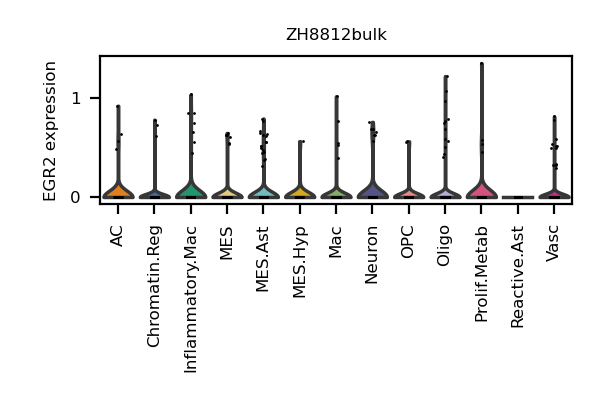 ZH8812bulk
EGR2 expression
1
0
AC
Chromatin.Reg
Inflammatory.Mac
MES
MES.Ast
MES.Hyp
Mac
Neuron
OPC
Oligo
Prolif.Metab
Reactive.Ast
Vasc